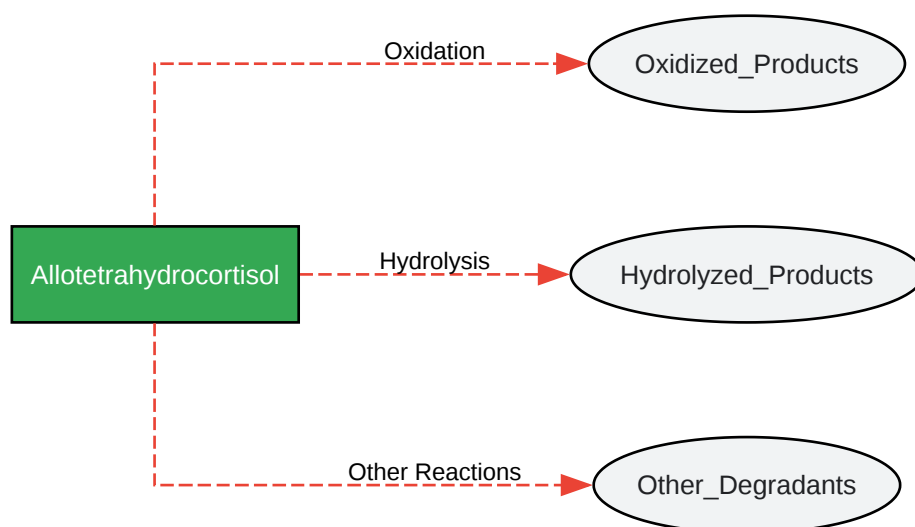 Oxidation
Oxidized_Products
Allotetrahydrocortisol
Hydrolysis
Hydrolyzed_Products
Other Reactions
Other_Degradants